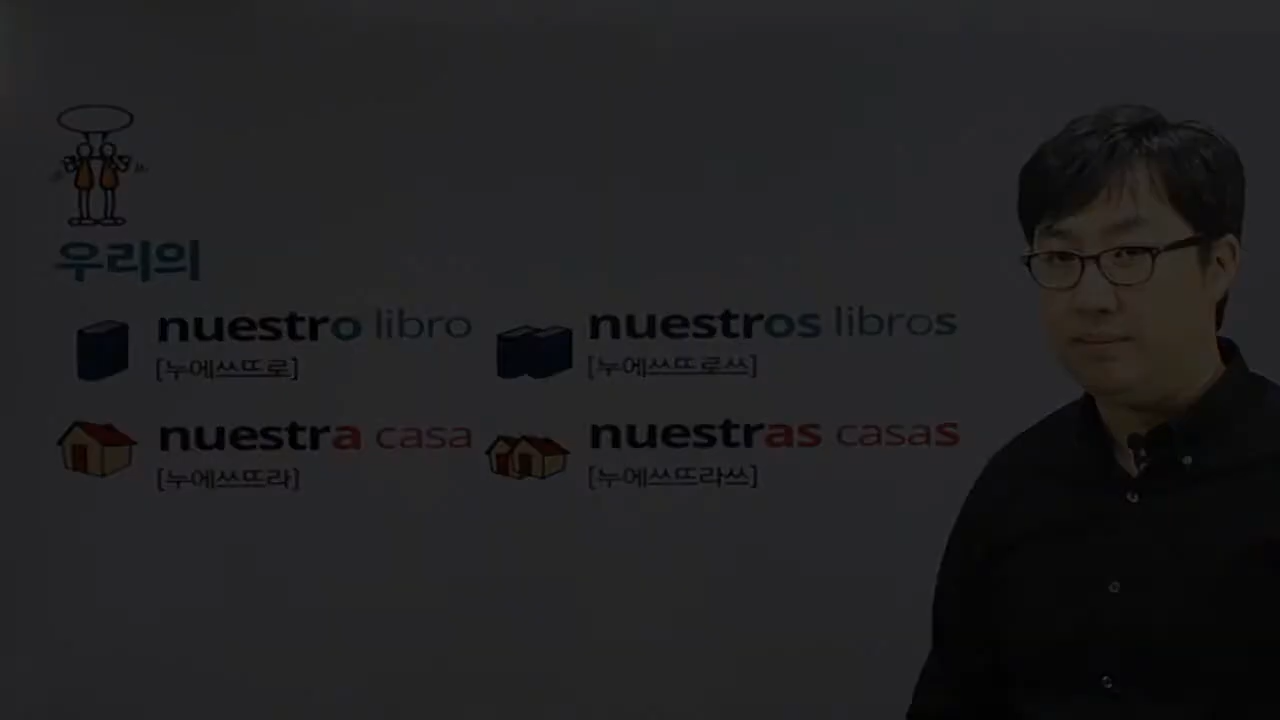 우리의
nuestro libro
[누에쓰뜨로]
nuestros libros
[누에쓰뜨로쓰]
nuestra casa
[누에쓰뜨라]
nuestras casas
[누에쓰뜨라쓰]